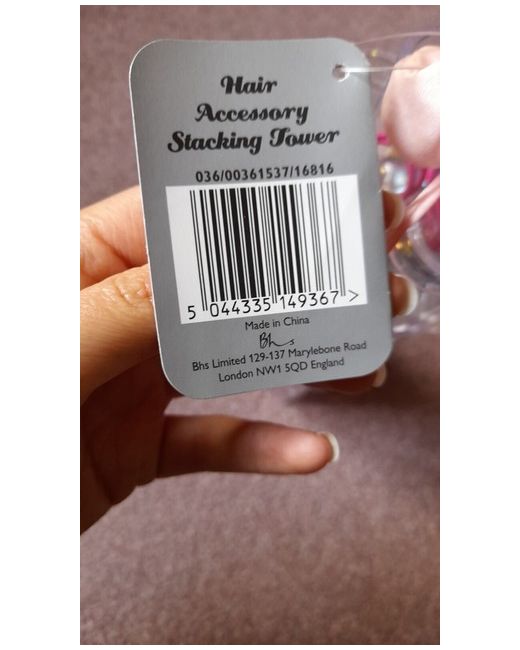 Hair
Accessory
Stacking Tower
036/00361537/16816
5 044335 149367 >
Made in China
Bhs
Bhs Limited 129-137 Marylebone Road
London NW1 5QD England